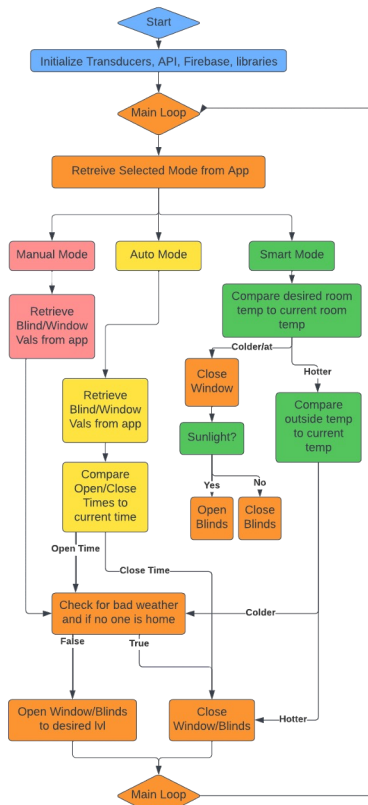 Start
Initialize Transducers, API, Firebase, libraries
Main Loop
Retreive Selected Mode from App
Manual Mode
Auto Mode
Smart Mode
Retrieve
Blind/Window
Vals from app
Compare desired room
temp to current room
temp
Colder/at
Hotter
Close
Window
Retrieve
Blind/Window
Vals from app
Compare
outside temp
to current
temp
Sunlight?
Compare
Open/Close
Times to
current time
Yes
No
Open
Blinds
Close
Blinds
Open Time
Close Time
Check for bad weather
and if no one is home
Colder
False
True
Open Window/Blinds
to desired lvl
Close
Window/Blinds
Hotter
Main Loop